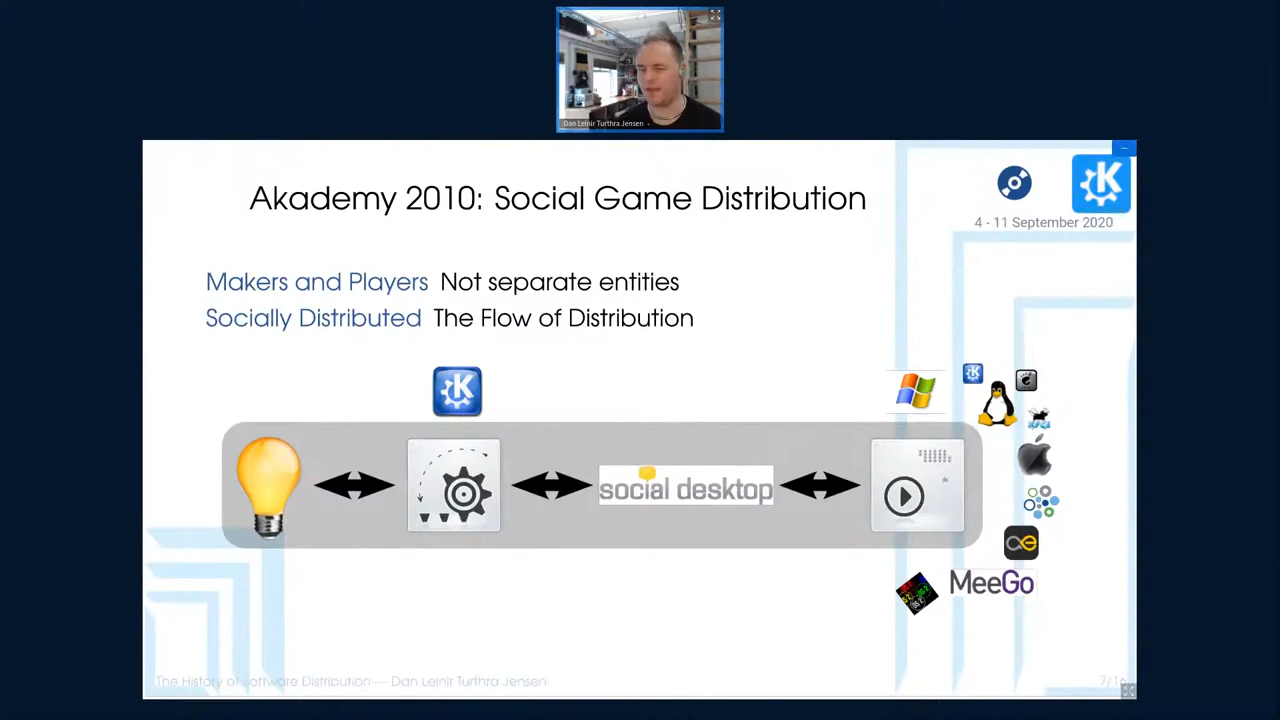 Dan Leinir Turthra Jensen
Akademy 2010: Social Game Distribution
4 - 11 September 2020
Makers and Players Not separate entities
Socially Distributed The Flow of Distribution
social desktop
MeeGo
The History of Software Distribution — Dan Leinir Turthra Jensen